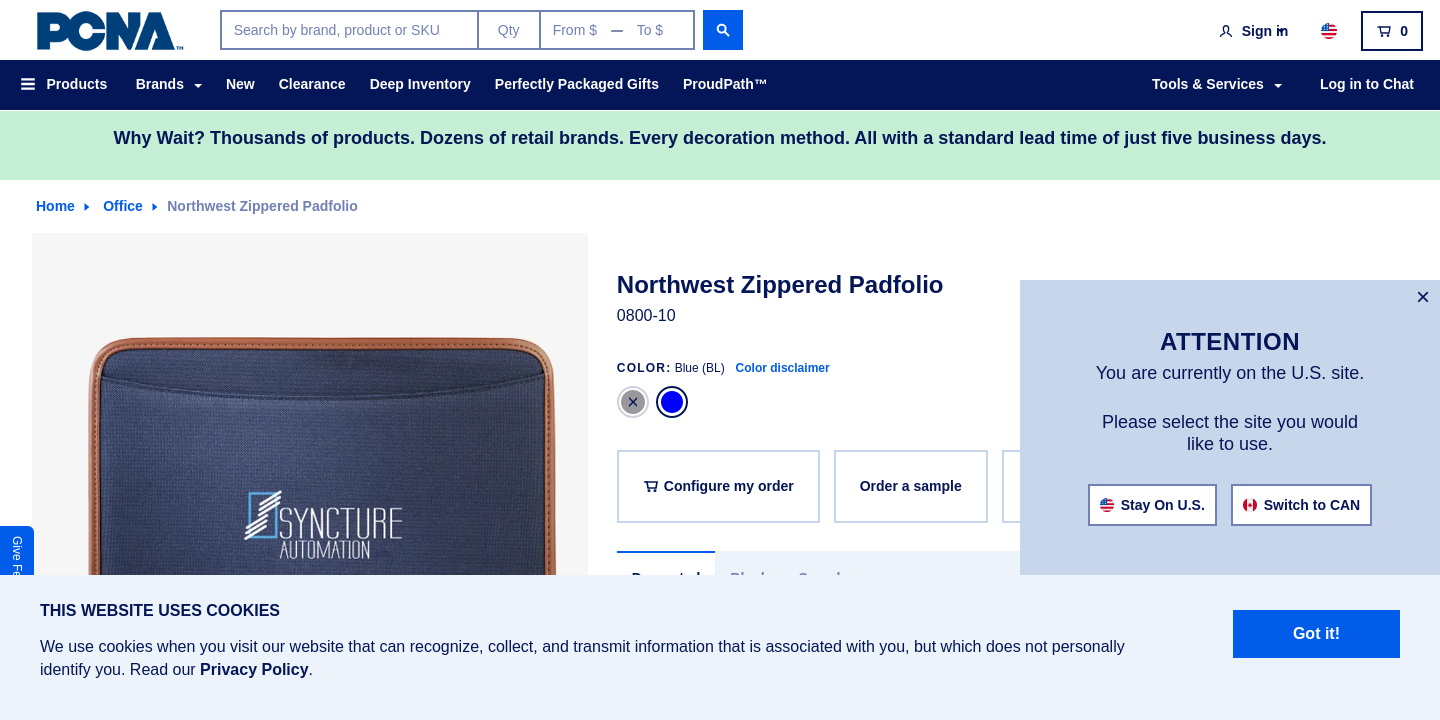 PCNA™
Search by brand, product or SKU
Qty
From $ — To $
Sign in
0
Products
Brands
New
Clearance
Deep Inventory
Perfectly Packaged Gifts
ProudPath™
Tools & Services
Log in to Chat
Why Wait? Thousands of products. Dozens of retail brands. Every decoration method. All with a standard lead time of just five business days.
Home
Office
Northwest Zippered Padfolio
Northwest Zippered Padfolio
0800-10
COLOR: Blue (BL) Color disclaimer
Configure my order
Order a sample
SYNCTURE
AUTOMATION
ATTENTION
You are currently on the U.S. site.
Please select the site you would
like to use.
Stay On U.S.
Switch to CAN
Give
THIS WEBSITE USES COOKIES
We use cookies when you visit our website that can recognize, collect, and transmit information that is associated with you, but which does not personally
identify you. Read our Privacy Policy.
Got it!